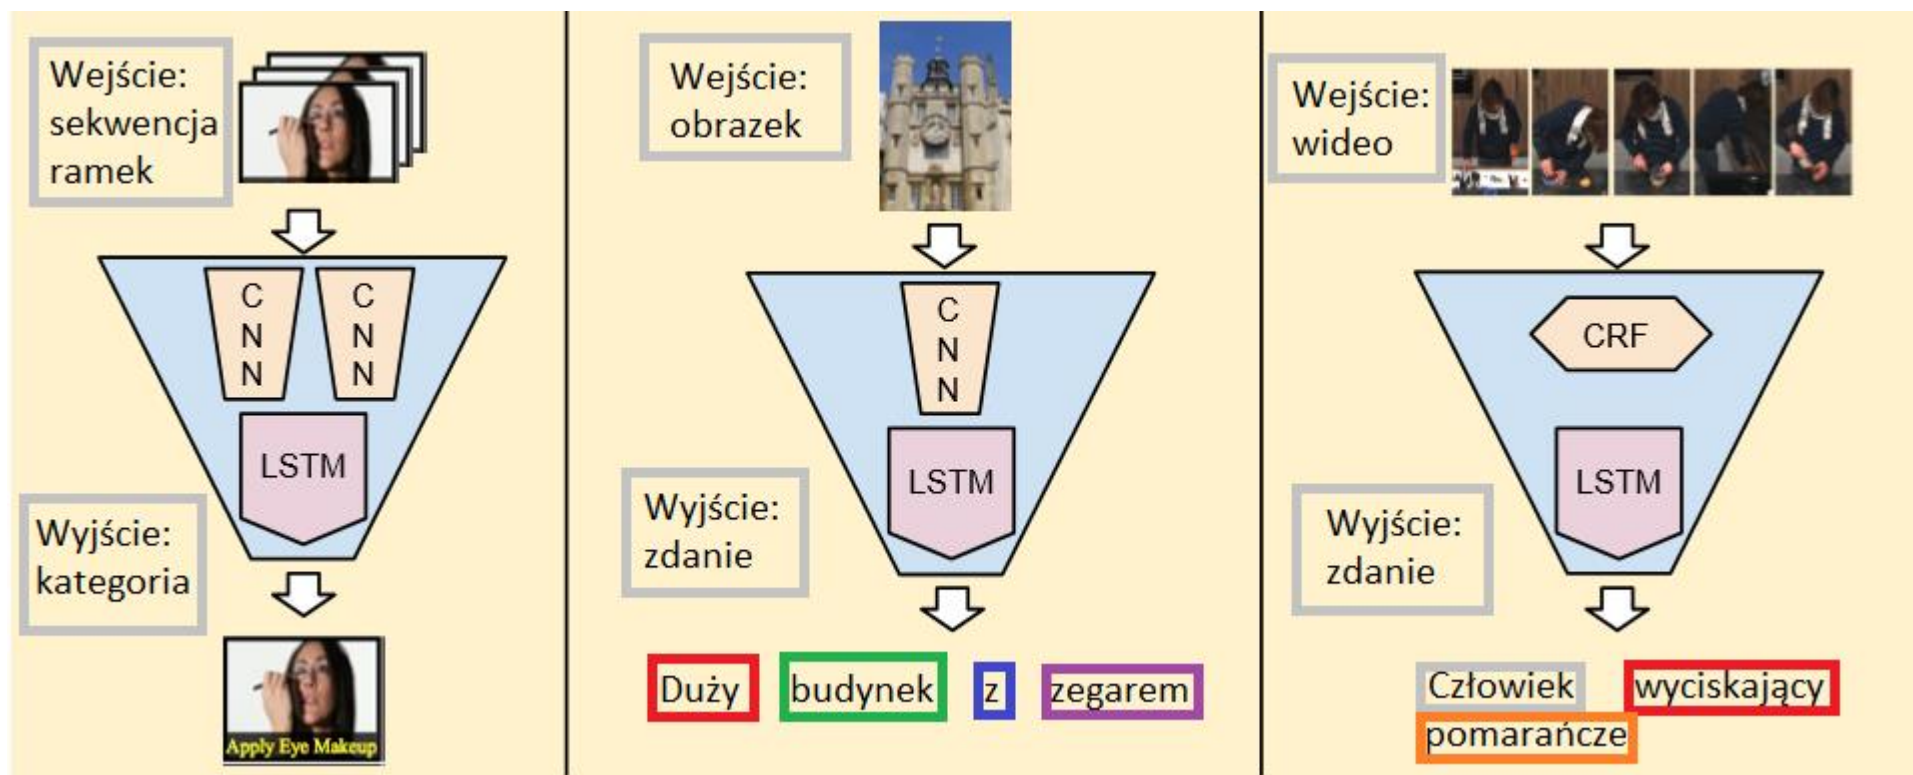 Wejście:
sekwencja
ramek
C
N
N
C
N
N
LSTM
Wyjście:
kategoria
Apply Eye Makeup
Wejście:
obrazek
C
N
N
LSTM
Wyjście:
zdanie
Duży budynek z zegarem
Wejście:
wideo
CRF
LSTM
Wyjście:
zdanie
Człowiek wyciskający
pomarańcze